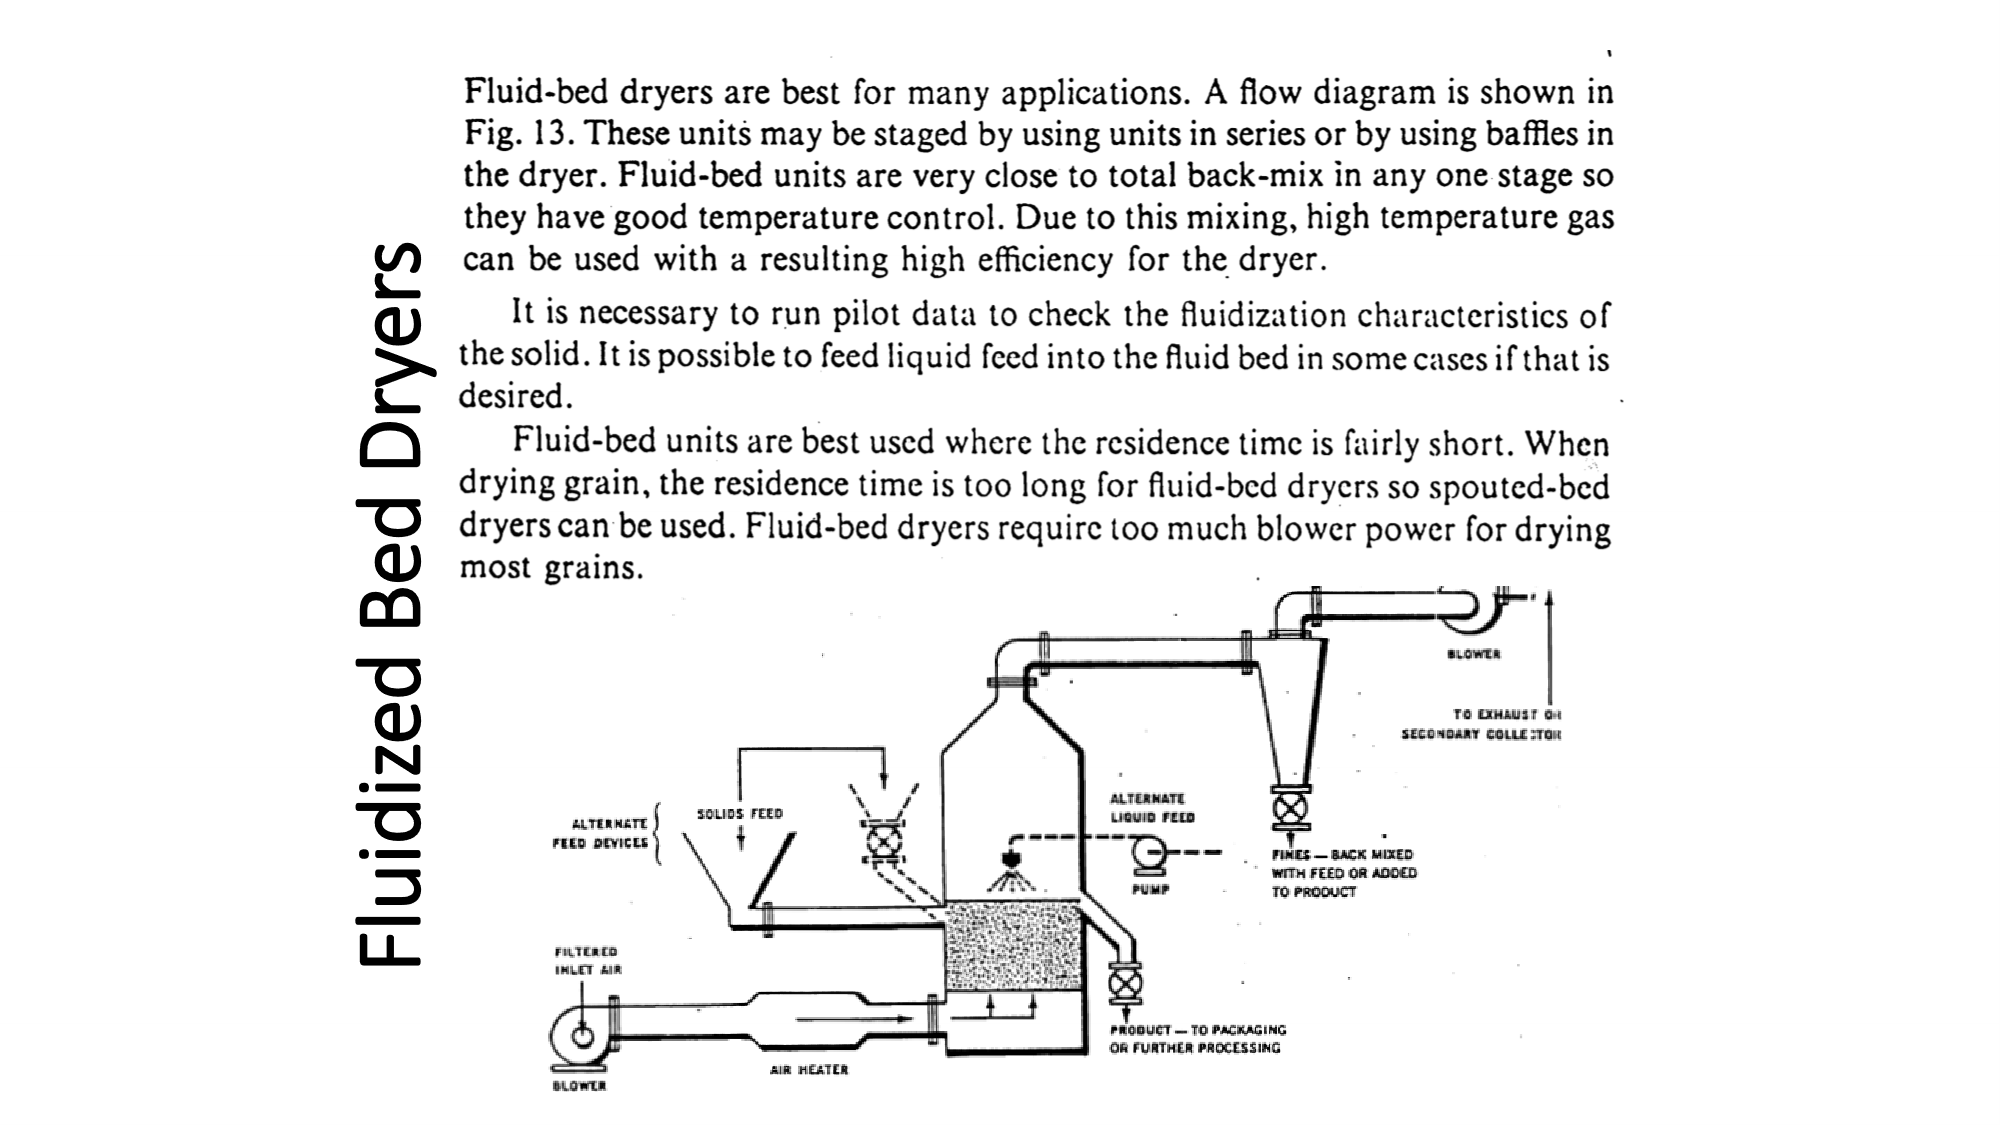 Fluidized Bed Dryers
Fluid-bed dryers are best for many applications. A flow diagram is shown in
Fig. 13. These units may be staged by using units in series or by using baffles in
the dryer. Fluid-bed units are very close to total back-mix in any one stage so
they have good temperature control. Due to this mixing, high temperature gas
can be used with a resulting high efficiency for the dryer.
It is necessary to run pilot data to check the fluidization characteristics of
the solid. It is possible to feed liquid feed into the fluid bed in some cases if that is
desired.
Fluid-bed units are best used where the residence time is fairly short. When
drying grain, the residence time is too long for fluid-bed dryers so spouted-bed
dryers can be used. Fluid-bed dryers require too much blower power for drying
most grains.
BLOWER
TO EXHAUST OR
SECONDARY COLLECTOR
ALTERNATE
LIQUID FEED
SOLIDS FEED
ALTERNATE
FEED DEVICES
FINES — BACK MIXED
WITH FEED OR ADDED
TO PRODUCT
PUMP
FILTERED
INLET AIR
PRODUCT — TO PACKAGING
OR FURTHER PROCESSING
AIR HEATER
BLOWER